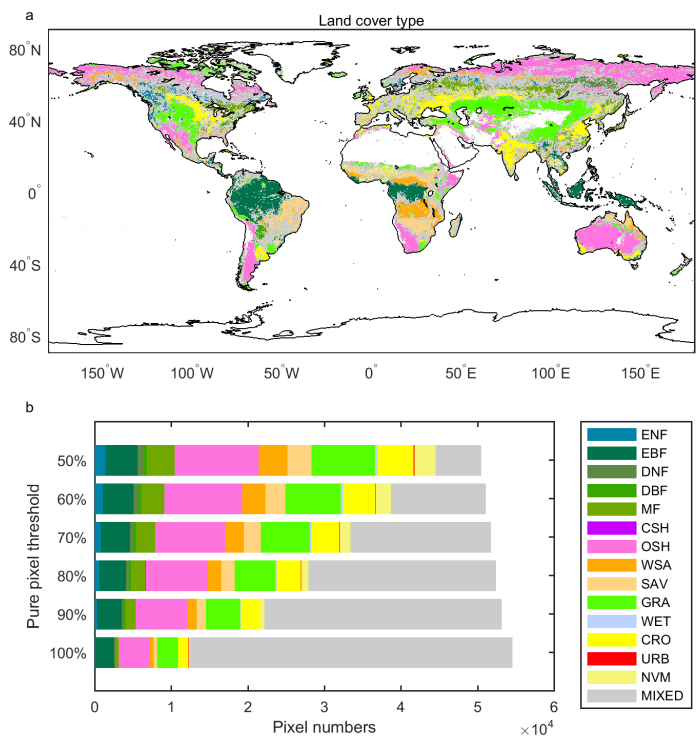 a
Land cover type
80°N
40°N
0°
40°S
80°S
150°W 100°W 50°W 0° 50°E 100°E 150°E
b
Pure pixel threshold
50%
60%
70%
80%
90%
100%
0 1 2 3 4 5 6
Pixel numbers
×10⁴
ENF
EBF
DNF
DBF
MF
CSH
OSH
WSA
SAV
GRA
WET
CRO
URB
NVM
MIXED